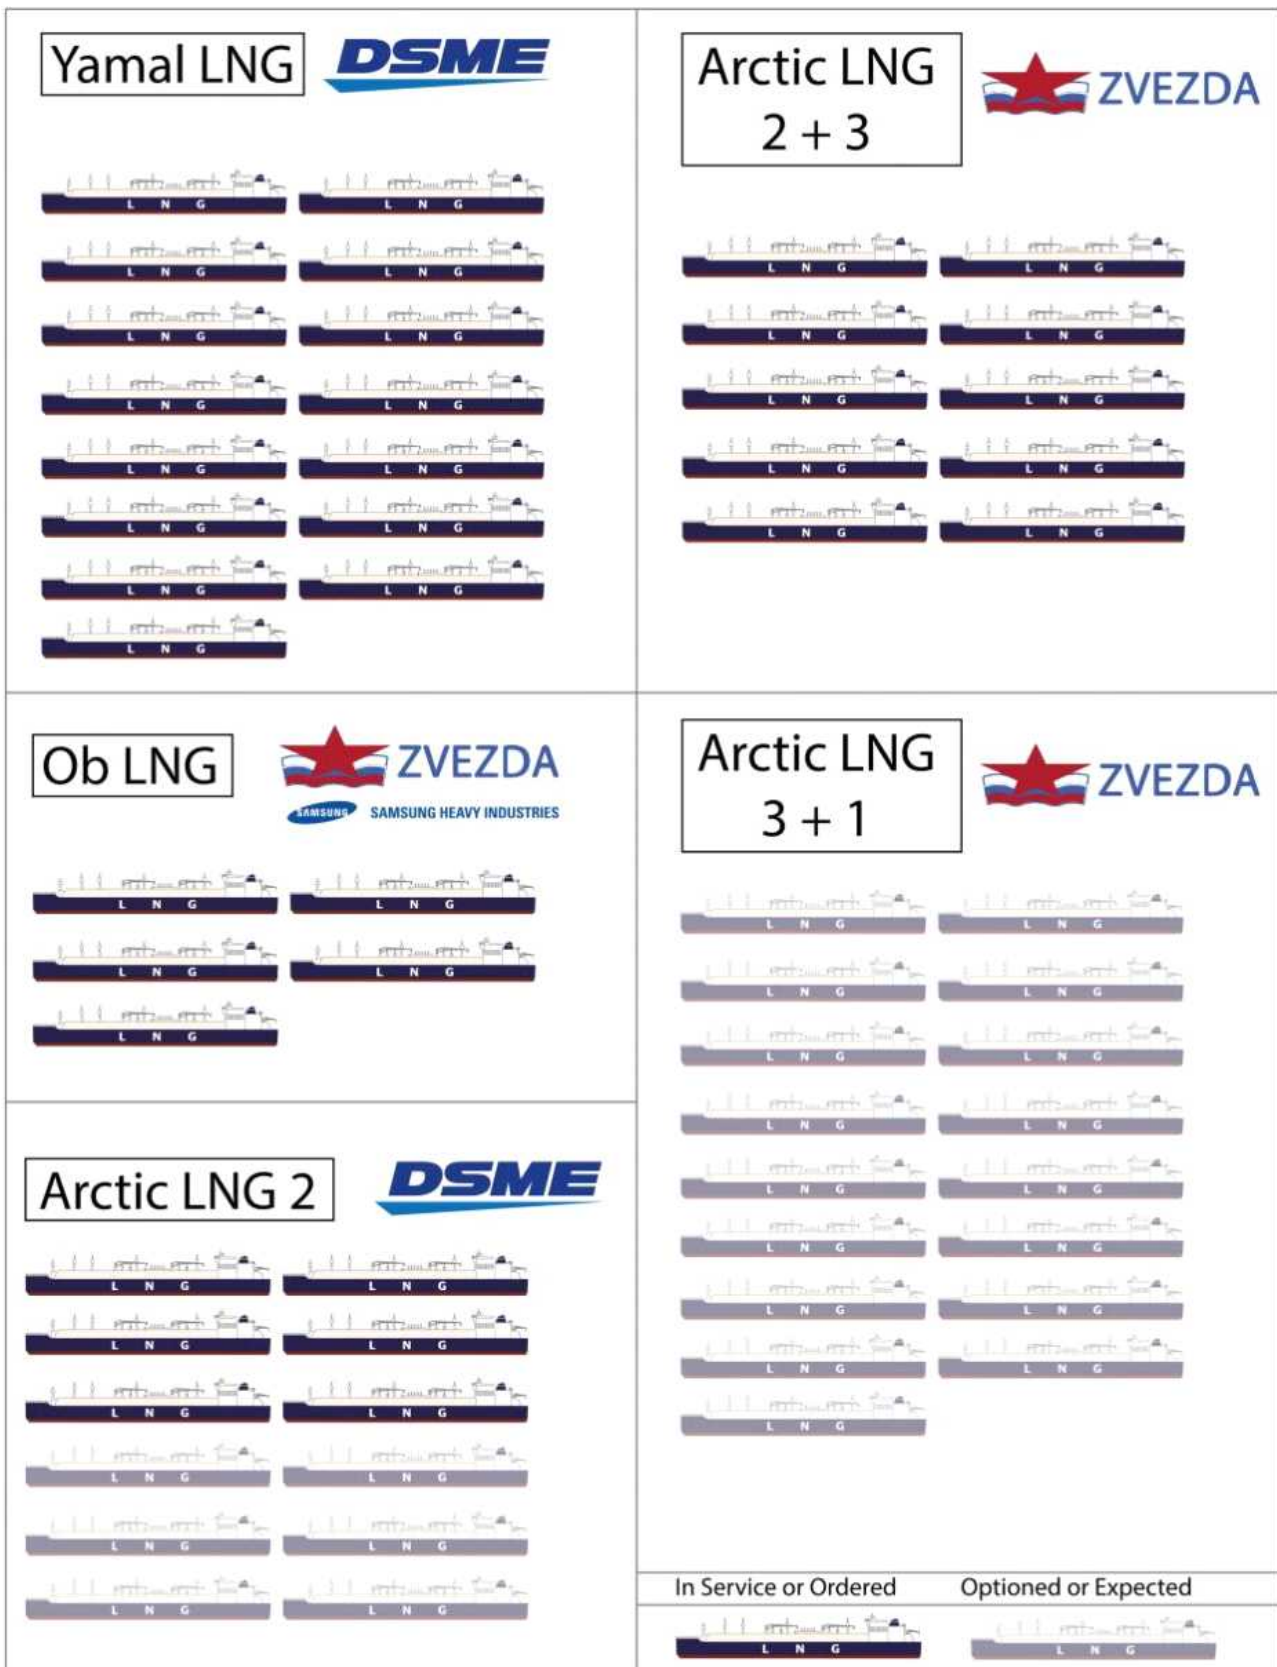 Yamal LNG DSME
L N G L N G
L N G L N G
L N G L N G
L N G L N G
L N G L N G
L N G L N G
L N G L N G
L N G
Arctic LNG
2 + 3
ZVEZDA
L N G L N G
L N G L N G
L N G L N G
L N G L N G
L N G L N G
Ob LNG
ZVEZDA
SAMSUNG SAMSUNG HEAVY INDUSTRIES
L N G L N G
L N G L N G
L N G
Arctic LNG
3 + 1
ZVEZDA
L N G L N G
L N G L N G
L N G L N G
L N G L N G
L N G L N G
L N G L N G
L N G L N G
L N G L N G
L N G
Arctic LNG 2 DSME
L N G L N G
L N G L N G
L N G L N G
L N G L N G
L N G L N G
L N G L N G
In Service or Ordered Optioned or Expected
L N G L N G